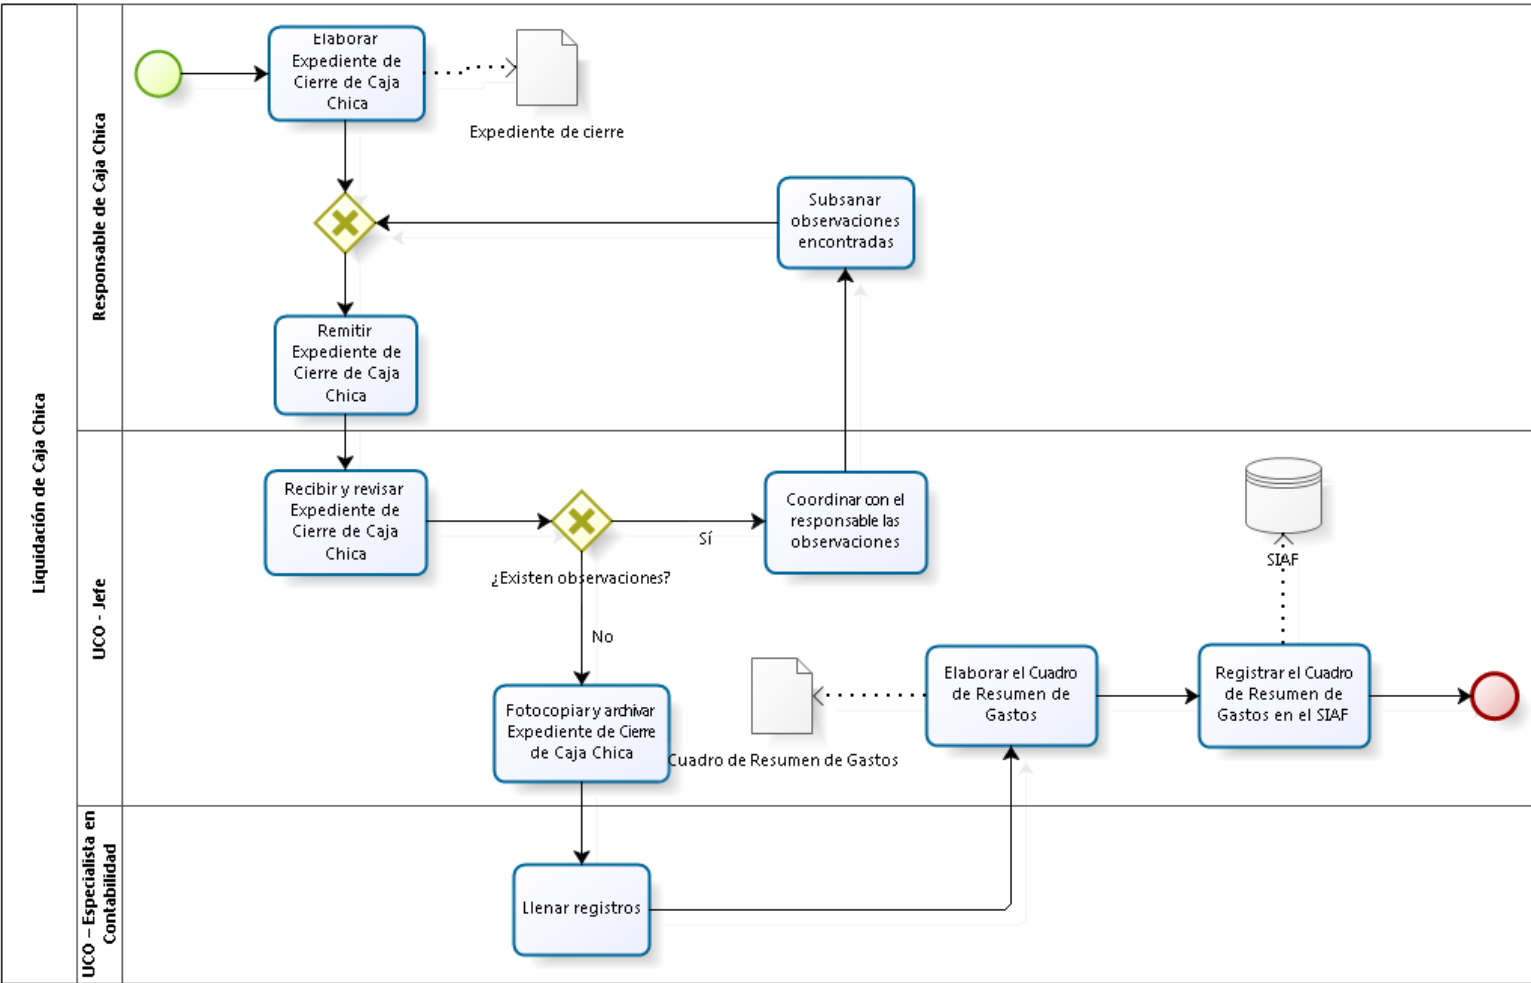 Liquidación de Caja Chica
Responsable de Caja Chica
Elaborar
Expediente de
Cierre de Caja
Chica
Expediente de cierre
Subsanar
observaciones
encontradas
Remitir
Expediente de
Cierre de Caja
Chica
UCO - Jefe
Recibir y revisar
Expediente de
Cierre de Caja
Chica
¿Existen observaciones?
Sí
No
Coordinar con el
responsable las
observaciones
SIAF
Fotocopiar y archivar
Expediente de Cierre
de Caja Chica
Cuadro de Resumen de Gastos
Elaborar el Cuadro
de Resumen de
Gastos
Registrar el Cuadro
de Resumen de
Gastos en el SIAF
UCO – Especialista en
Contabilidad
Llenar registros